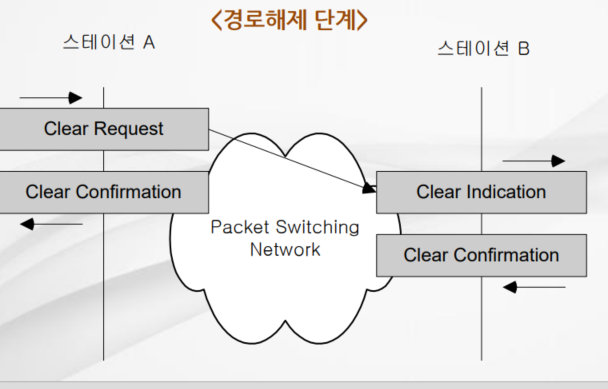 <경로해제 단계>
스테이션 A
스테이션 B
Clear Request
Clear Confirmation
Clear Indication
Packet Switching
Network
Clear Confirmation